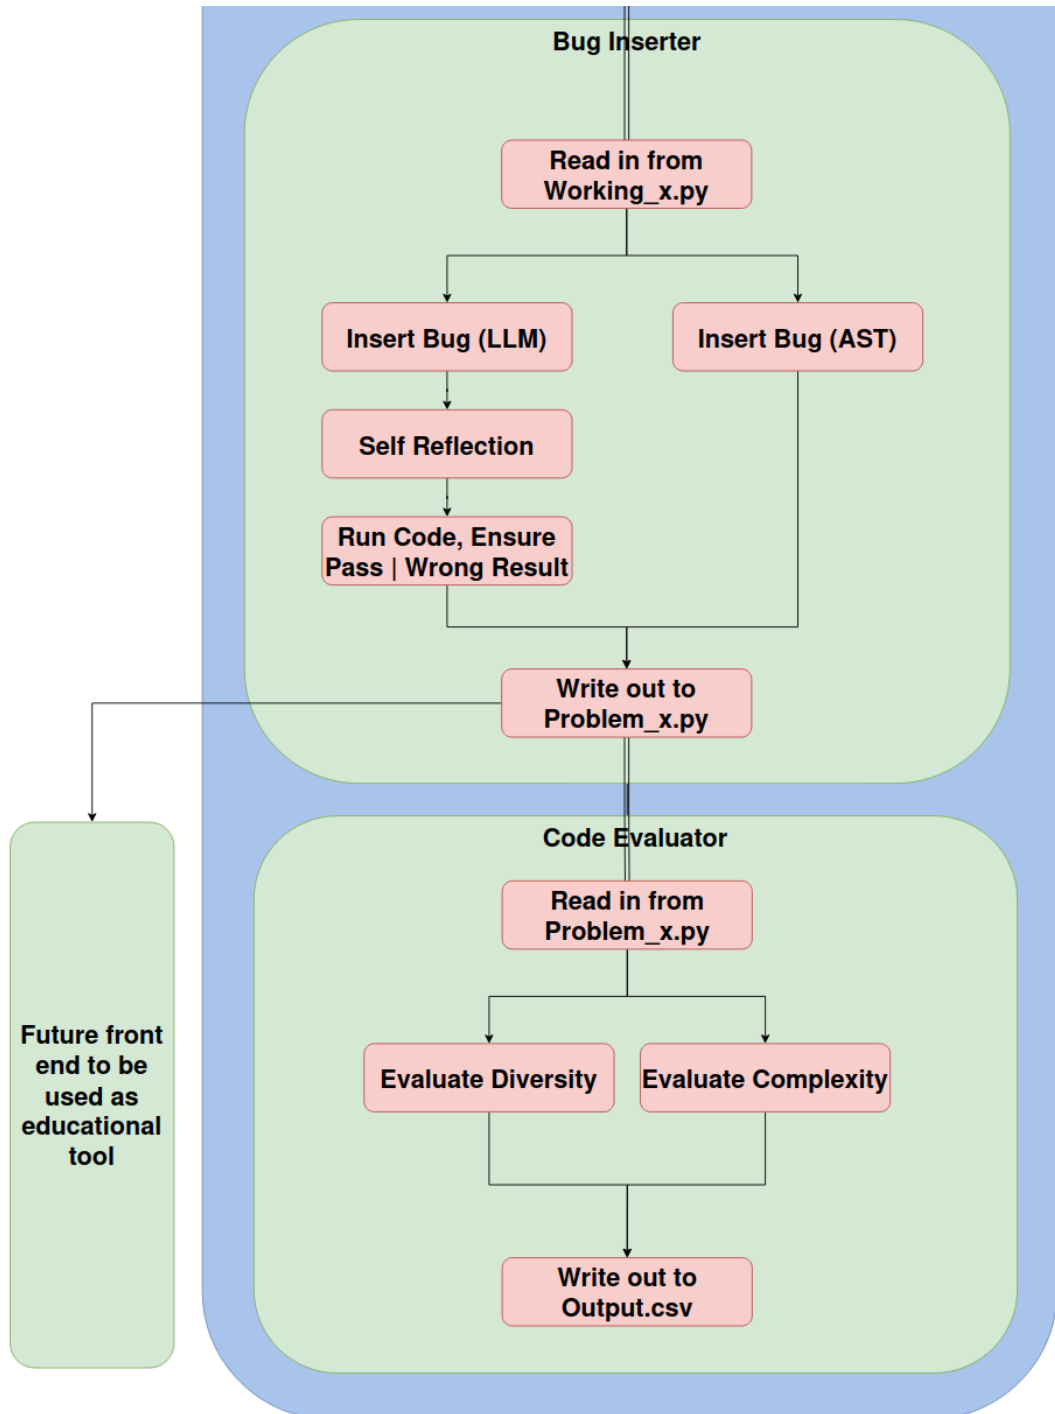 Bug Inserter
Read in from
Working_x.py
Insert Bug (LLM)
Insert Bug (AST)
Self Reflection
Run Code, Ensure
Pass | Wrong Result
Write out to
Problem_x.py
Code Evaluator
Read in from
Problem_x.py
Future front
end to be
used as
educational
tool
Evaluate Diversity
Evaluate Complexity
Write out to
Output.csv